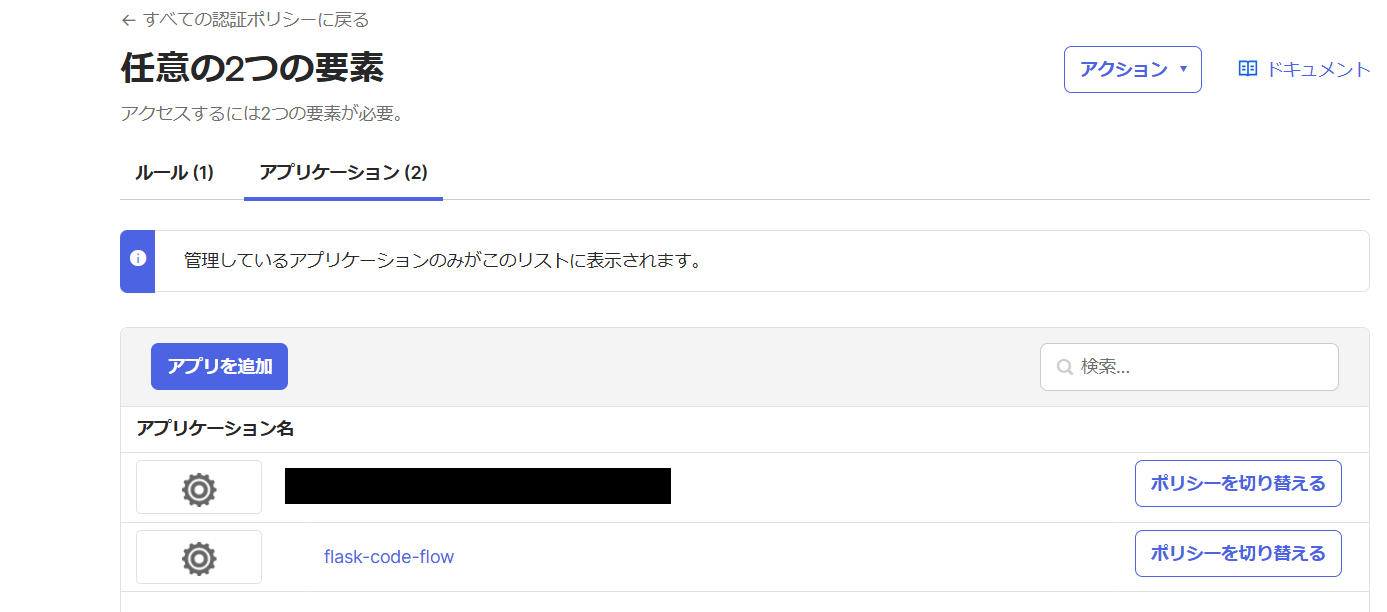 ← すべての認証ポリシーに戻る
任意の2つの要素
アクション ▼
ドキュメント
アクセスするには2つの要素が必要。
ルール (1)
アプリケーション (2)
管理しているアプリケーションのみがこのリストに表示されます。
アプリを追加
検索...
アプリケーション名
ポリシーを切り替える
flask-code-flow
ポリシーを切り替える